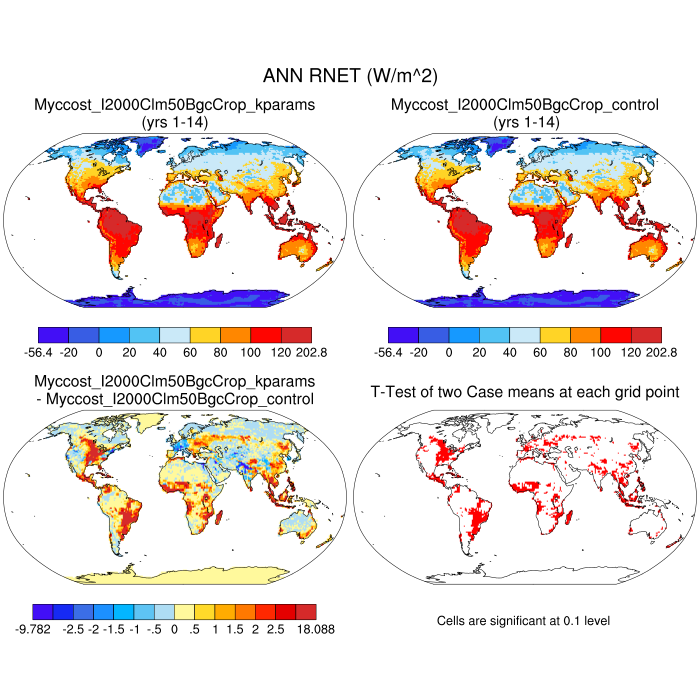 ANN RNET (W/m^2)
Myccost_I2000Clm50BgcCrop_kparams
(yrs 1-14)
Myccost_I2000Clm50BgcCrop_control
(yrs 1-14)
-56.4 -20 0 20 40 60 80 100 120 202.8
-56.4 -20 0 20 40 60 80 100 120 202.8
Myccost_I2000Clm50BgcCrop_kparams
- Myccost_I2000Clm50BgcCrop_control
T-Test of two Case means at each grid point
-9.782 -2.5 -2 -1.5 -1 -.5 0 .5 1 1.5 2 2.5 18.088
Cells are significant at 0.1 level